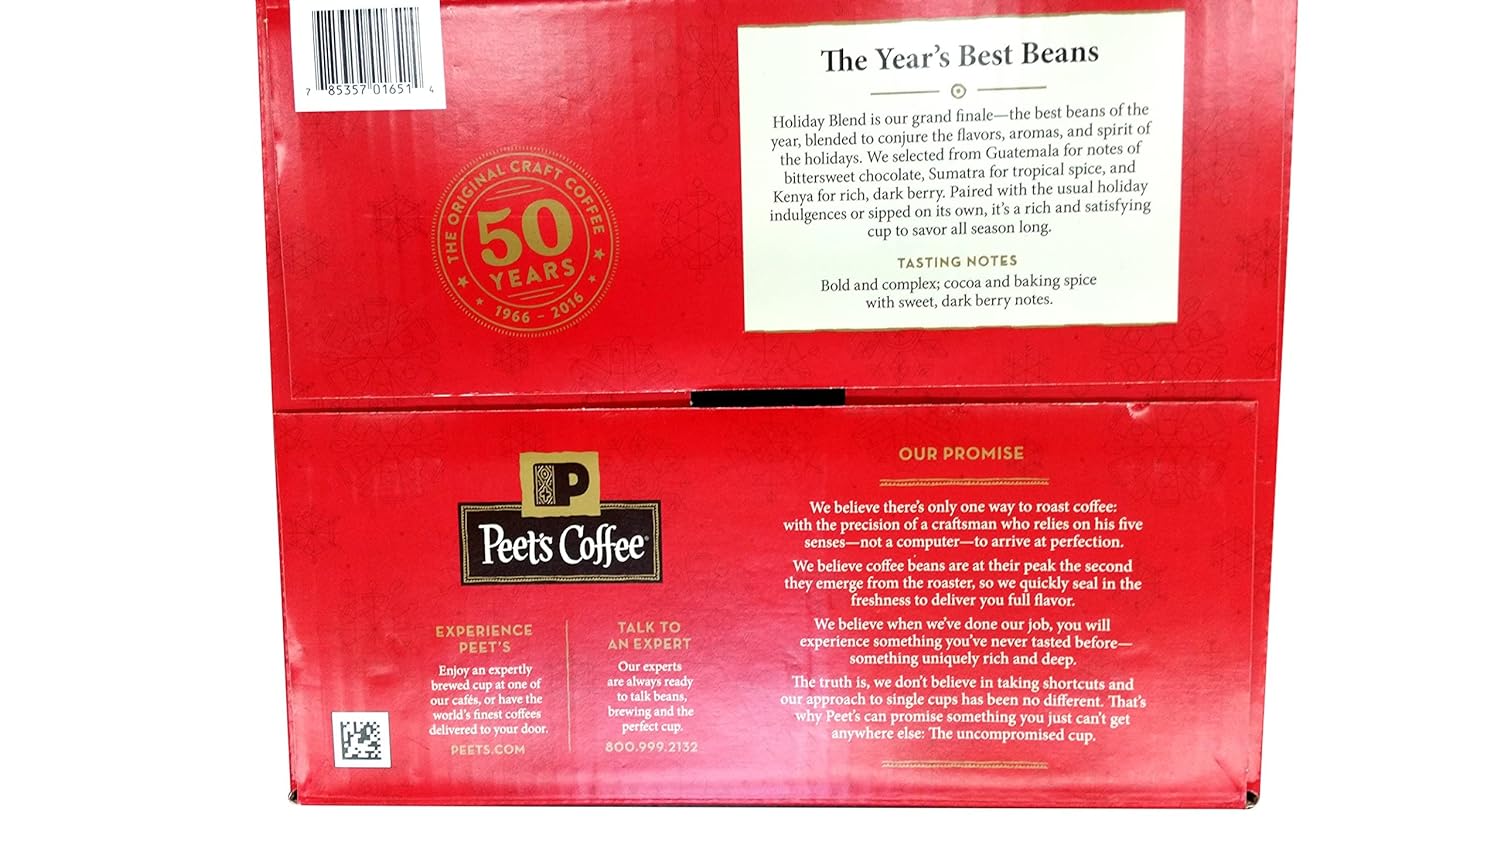 7 85357 01651 4
THE ORIGINAL CRAFT COFFEE
50
YEARS
1966 – 2016
The Year's Best Beans
Holiday Blend is our grand finale—the best beans of the
year, blended to conjure the flavors, aromas, and spirit of
the holidays. We selected from Guatemala for notes of
bittersweet chocolate, Sumatra for tropical spice, and
Kenya for rich, dark berry. Paired with the usual holiday
indulgences or sipped on its own, it's a rich and satisfying
cup to savor all season long.
TASTING NOTES
Bold and complex; cocoa and baking spice
with sweet, dark berry notes.
P
Peet's Coffee®
EXPERIENCE
PEET'S
Enjoy an expertly
brewed cup at one of
our cafés, or have the
world's finest coffees
delivered to your door.
PEETS.COM
TALK TO
AN EXPERT
Our experts
are always ready
to talk beans,
brewing and the
perfect cup.
800.999.2132
OUR PROMISE
We believe there's only one way to roast coffee:
with the precision of a craftsman who relies on his five
senses—not a computer—to arrive at perfection.
We believe coffee beans are at their peak the second
they emerge from the roaster, so we quickly seal in the
freshness to deliver you full flavor.
We believe when we've done our job, you will
experience something you've never tasted before—
something uniquely rich and deep.
The truth is, we don't believe in taking shortcuts and
our approach to single cups has been no different. That's
why Peet's can promise something you just can't get
anywhere else: The uncompromised cup.